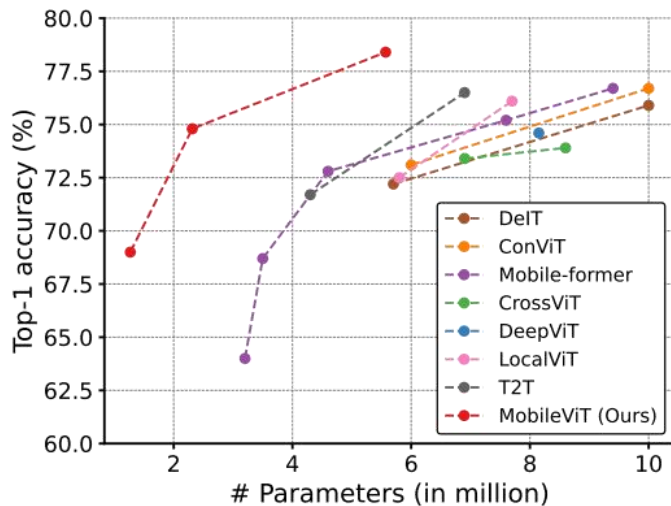 80.0
77.5
75.0
72.5
70.0
67.5
65.0
62.5
60.0
Top-1 accuracy (%)
DeIT
ConViT
Mobile-former
CrossViT
DeepViT
LocalViT
T2T
MobileViT (Ours)
2 4 6 8 10
# Parameters (in million)